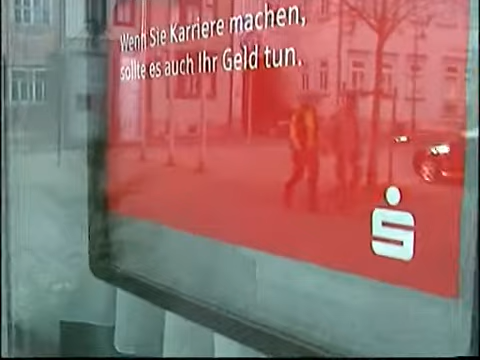 Wenn Sie Karriere machen,
sollte es auch Ihr Geld tun.